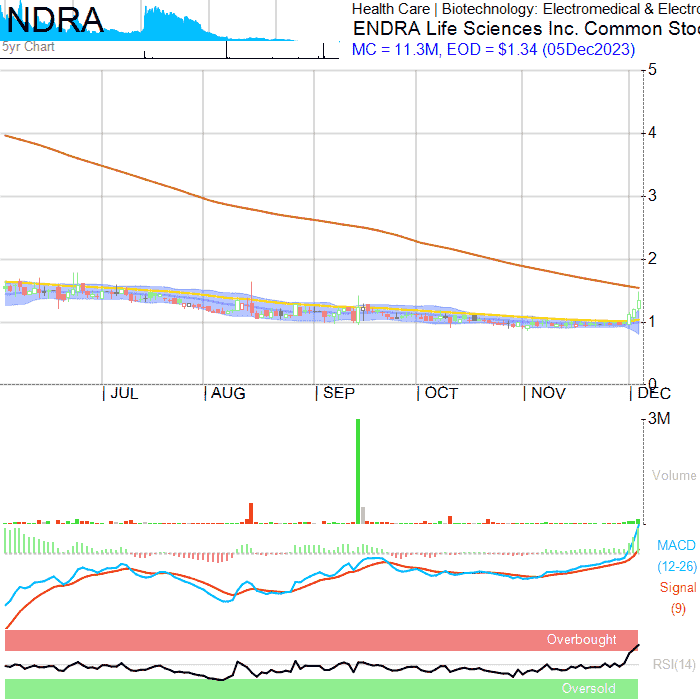 NDRA
5yr Chart
Health Care | Biotechnology: Electromedical & Electro
ENDRA Life Sciences Inc. Common Stoc
MC = 11.3M, EOD = $1.34 (05Dec2023)
5
4
3
2
1
0
JUL AUG SEP OCT NOV DEC
3M
Volume
MACD
(12-26)
Signal
(9)
Overbought
RSI(14)
Oversold